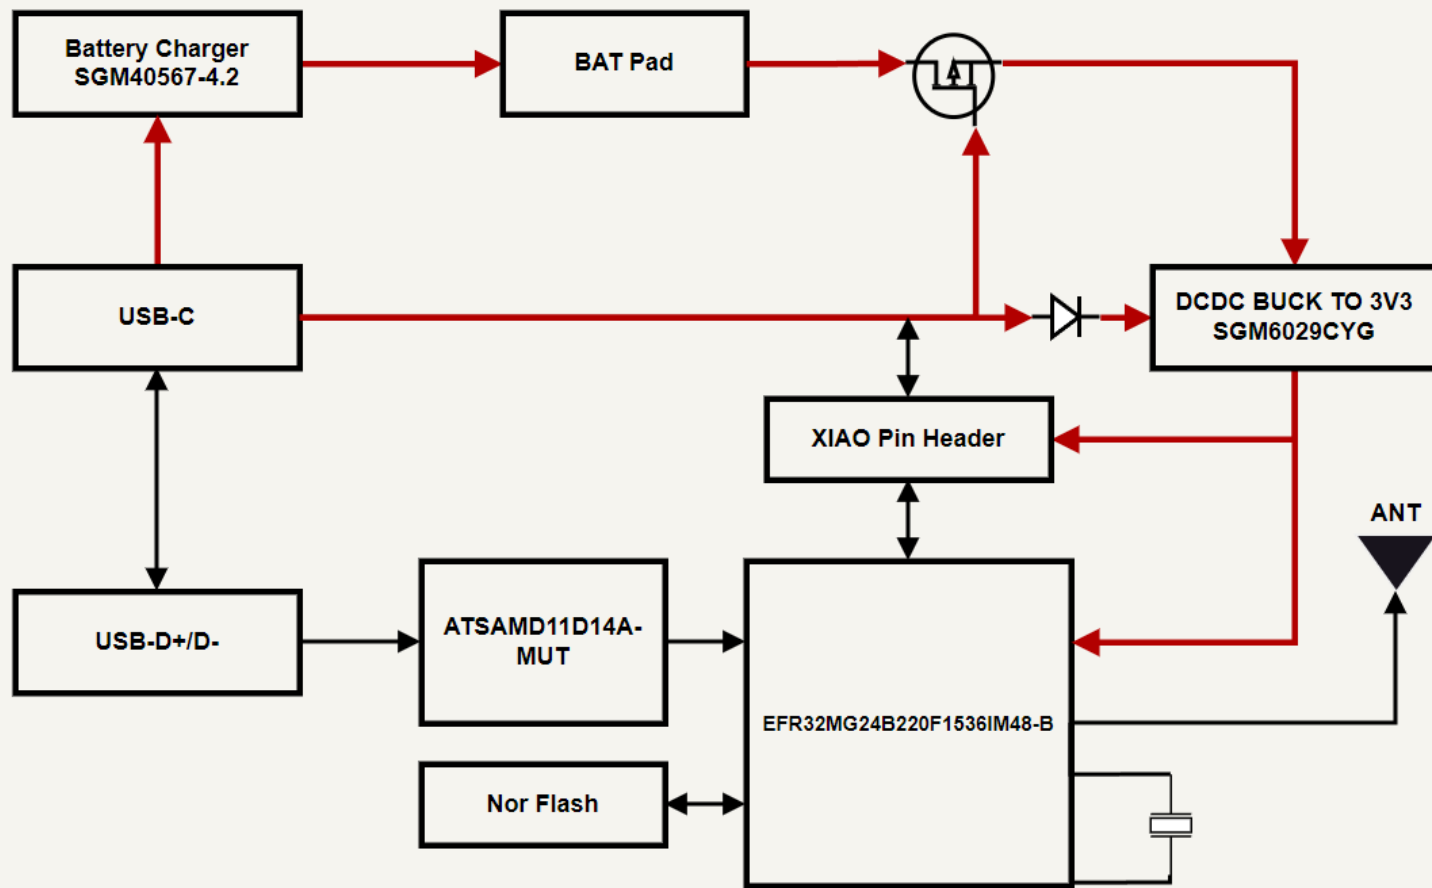 Battery Charger
SGM40567-4.2
BAT Pad
USB-C
DCDC BUCK TO 3V3
SGM6029CYG
XIAO Pin Header
ANT
USB-D+/D-
ATSAMD11D14A-
MUT
EFR32MG24B220F1536IM48-B
Nor Flash